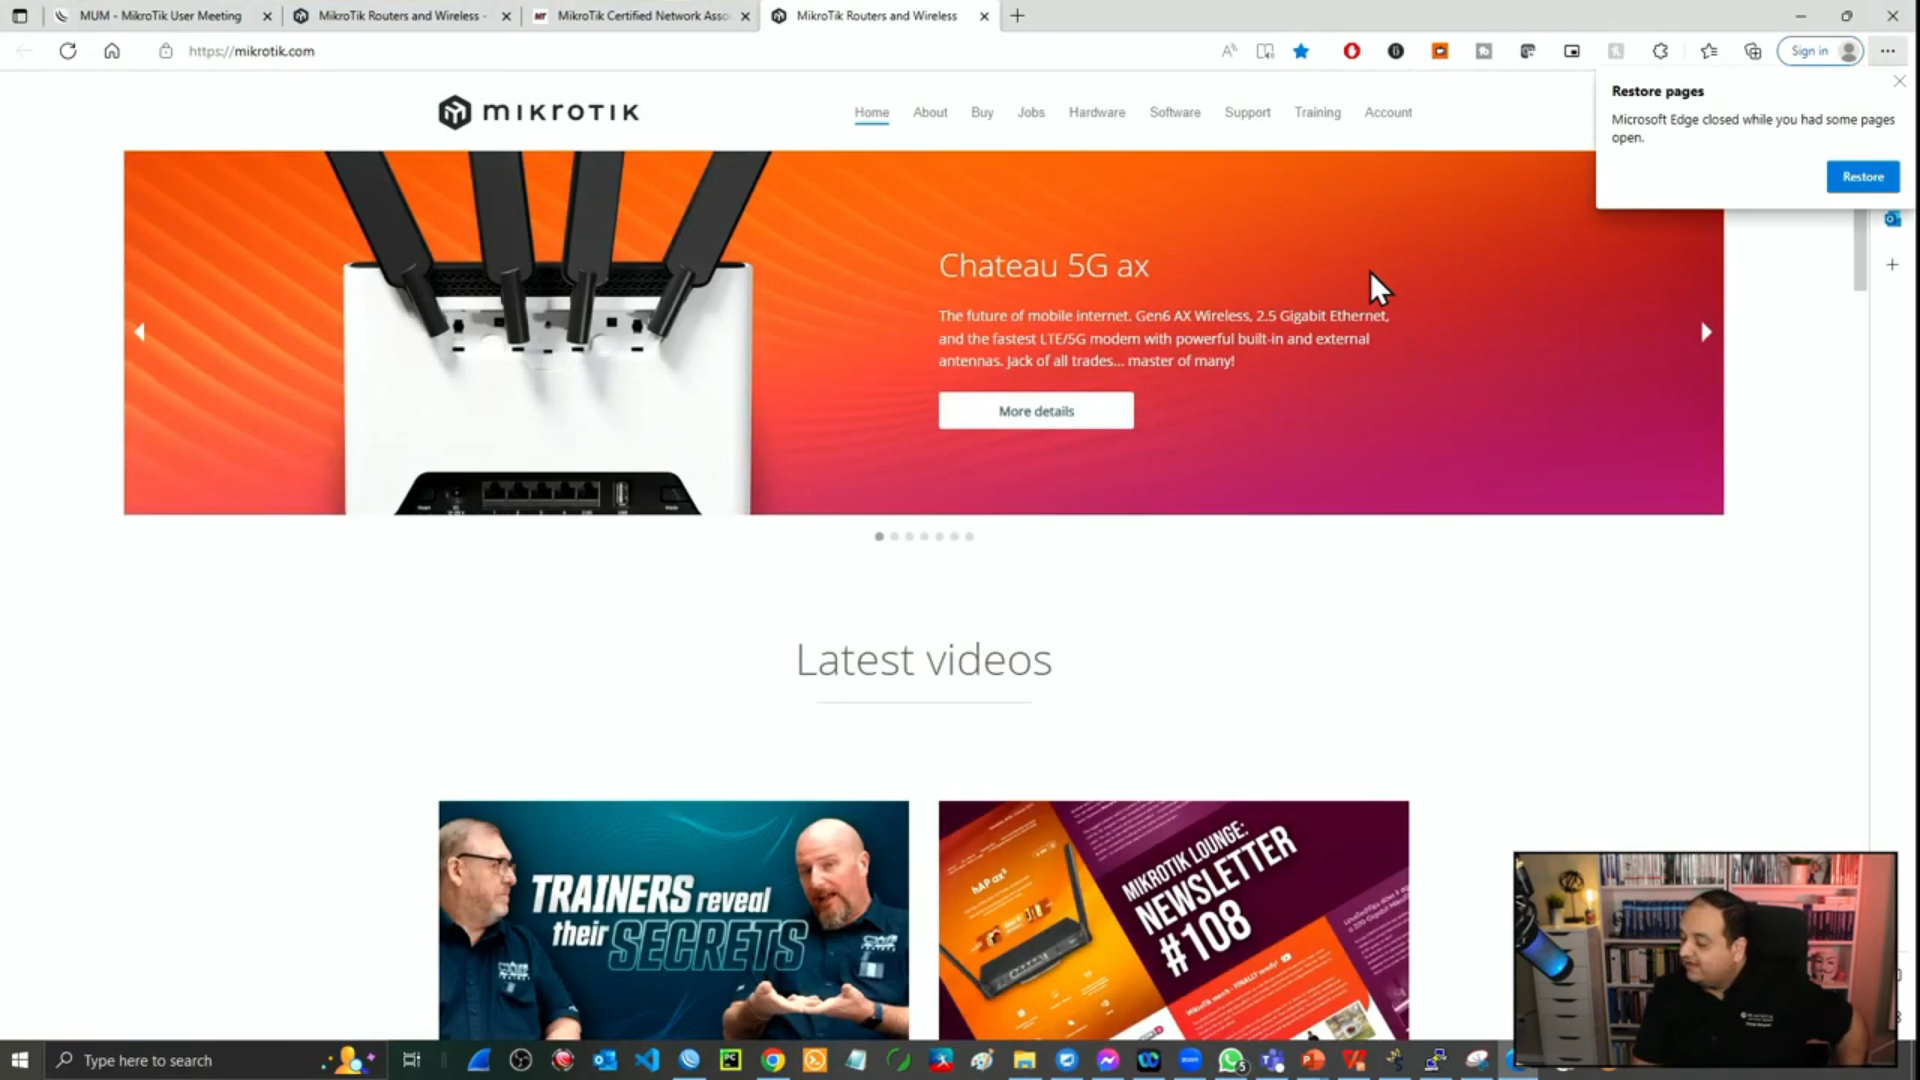 MUM - MikroTik User Meeting
MikroTik Routers and Wireless -
MikroTik Certified Network Asso
MikroTik Routers and Wireless
https://mikrotik.com
Sign in
Restore pages
Microsoft Edge closed while you had some pages
open.
Restore
MIKROTIK
Home
About
Buy
Jobs
Hardware
Software
Support
Training
Account
Chateau 5G ax
The future of mobile internet. Gen6 AX Wireless, 2.5 Gigabit Ethernet,
and the fastest LTE/5G modem with powerful built-in and external
antennas. Jack of all trades... master of many!
More details
Latest videos
TRAINERS reveal
their SECRETS
hAP ax³
MIKROTIK LOUNGE:
NEWSLETTER
#108
Type here to search
PC
zoom
5